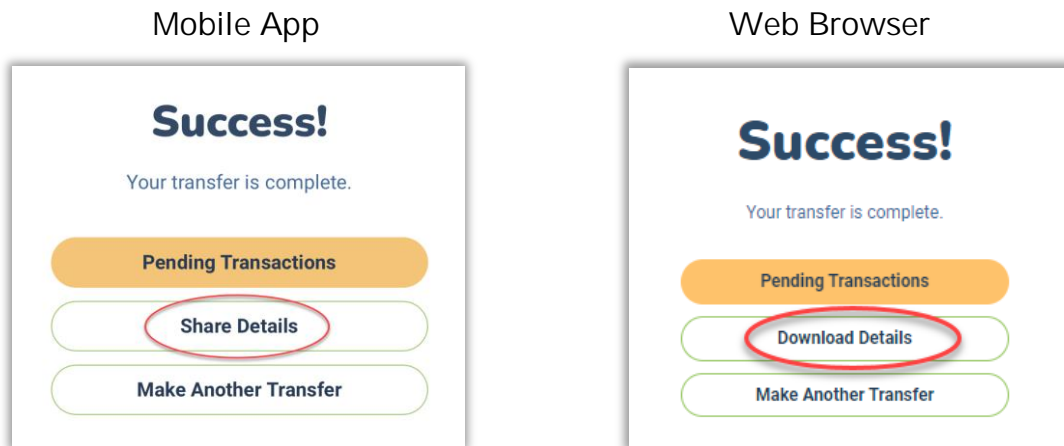 Mobile App
Success!
Your transfer is complete.
Pending Transactions
Share Details
Make Another Transfer
Web Browser
Success!
Your transfer is complete.
Pending Transactions
Download Details
Make Another Transfer